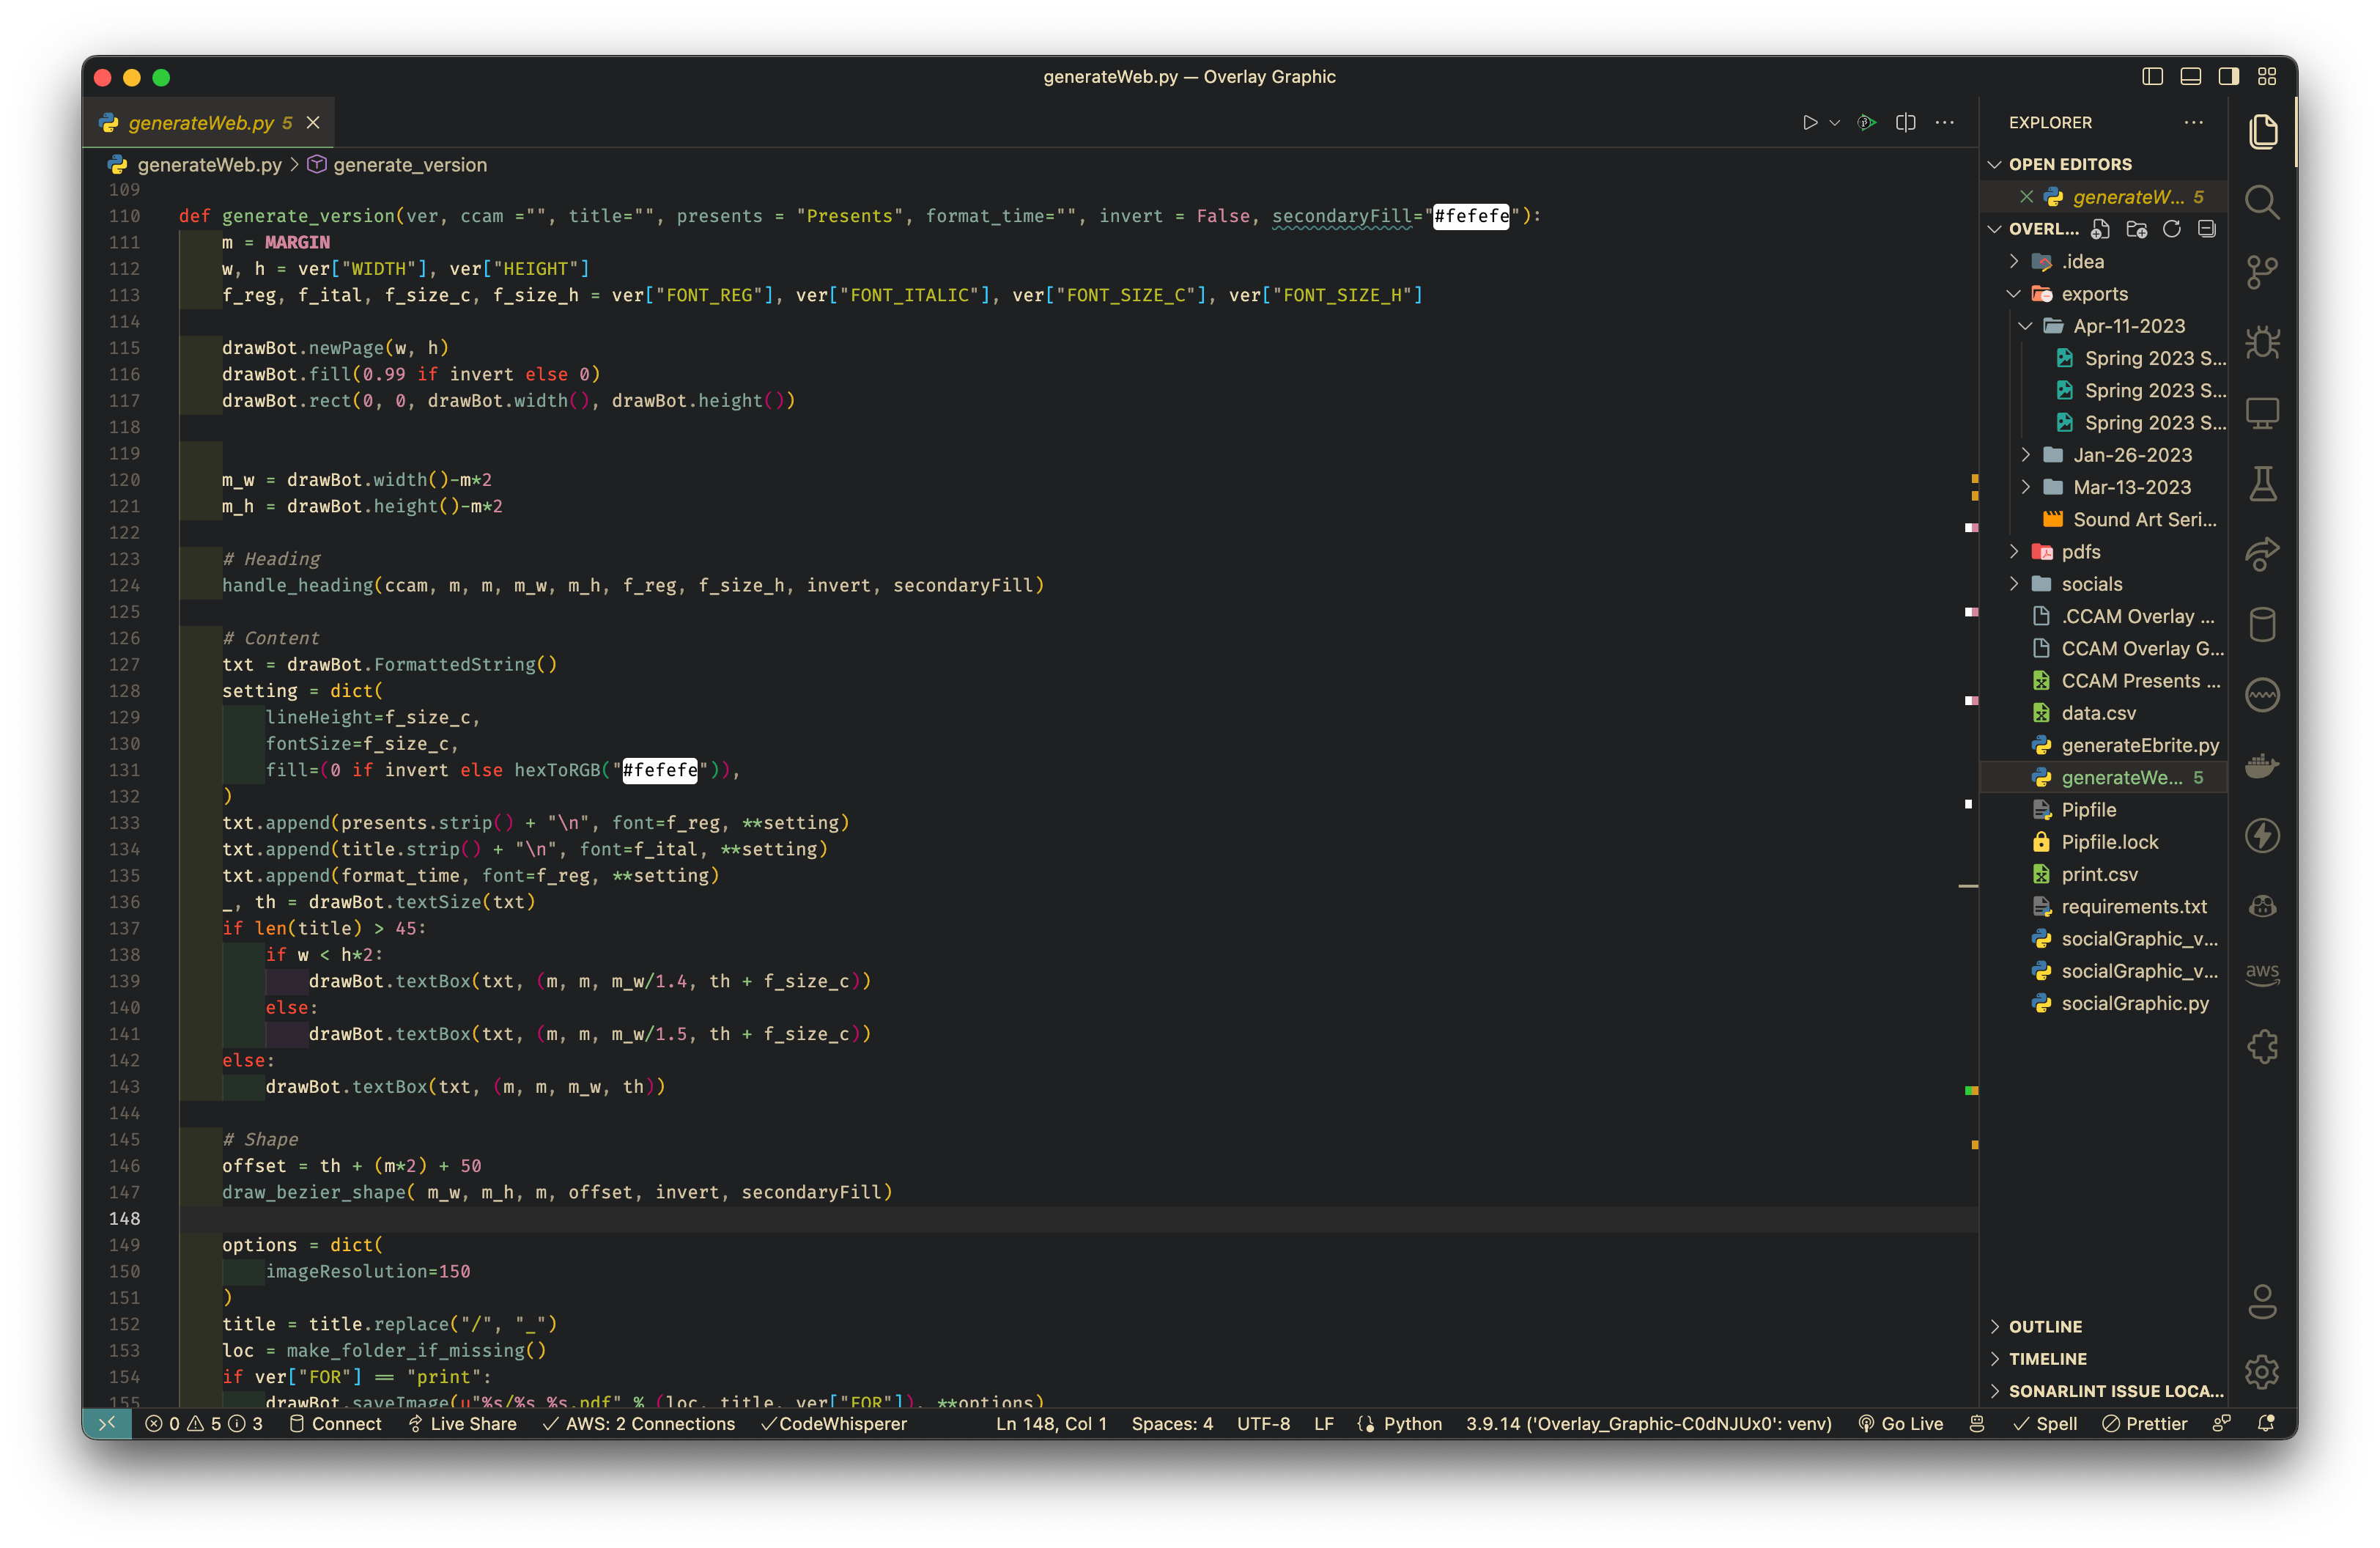 generateWeb.py — Overlay Graphic
generateWeb.py 5
generateWeb.py > generate_version
109
110 def generate_version(ver, ccam ="", title="", presents = "Presents", format_time="", invert = False, secondaryFill="#fefefe"):
111     m = MARGIN
112     w, h = ver["WIDTH"], ver["HEIGHT"]
113     f_reg, f_ital, f_size_c, f_size_h = ver["FONT_REG"], ver["FONT_ITALIC"], ver["FONT_SIZE_C"], ver["FONT_SIZE_H"]
114
115     drawBot.newPage(w, h)
116     drawBot.fill(0.99 if invert else 0)
117     drawBot.rect(0, 0, drawBot.width(), drawBot.height())
118
119
120     m_w = drawBot.width()-m*2
121     m_h = drawBot.height()-m*2
122
123     # Heading
124     handle_heading(ccam, m, m, m_w, m_h, f_reg, f_size_h, invert, secondaryFill)
125
126     # Content
127     txt = drawBot.FormattedString()
128     setting = dict(
129         lineHeight=f_size_c,
130         fontSize=f_size_c,
131         fill=(0 if invert else hexToRGB("#fefefe")),
132     )
133     txt.append(presents.strip() + "\n", font=f_reg, **setting)
134     txt.append(title.strip() + "\n", font=f_ital, **setting)
135     txt.append(format_time, font=f_reg, **setting)
136     _, th = drawBot.textSize(txt)
137     if len(title) > 45:
138         if w < h*2:
139             drawBot.textBox(txt, (m, m, m_w/1.4, th + f_size_c))
140         else:
141             drawBot.textBox(txt, (m, m, m_w/1.5, th + f_size_c))
142     else:
143         drawBot.textBox(txt, (m, m, m_w, th))
144
145     # Shape
146     offset = th + (m*2) + 50
147     draw_bezier_shape( m_w, m_h, m, offset, invert, secondaryFill)
148
149     options = dict(
150         imageResolution=150
151     )
152     title = title.replace("/", "_")
153     loc = make_folder_if_missing()
154     if ver["FOR"] == "print":
155         drawBot.saveImage(u"%s/%s_%s.pdf" % (loc, title, ver["FOR"]), **options)
EXPLORER
OPEN EDITORS
generateW... 5
OVERL...
.idea
exports
Apr-11-2023
Spring 2023 S...
Spring 2023 S...
Spring 2023 S...
Jan-26-2023
Mar-13-2023
Sound Art Seri...
pdfs
socials
.CCAM Overlay ...
CCAM Overlay G...
CCAM Presents ...
data.csv
generateEbrite.py
generateWe... 5
Pipfile
Pipfile.lock
print.csv
requirements.txt
socialGraphic_v...
socialGraphic_v...
socialGraphic.py
OUTLINE
TIMELINE
SONARLINT ISSUE LOCA...
aws
0 5 3 Connect Live Share AWS: 2 Connections CodeWhisperer Ln 148, Col 1 Spaces: 4 UTF-8 LF Python 3.9.14 ('Overlay_Graphic-C0dNJUx0': venv) Go Live Spell Prettier